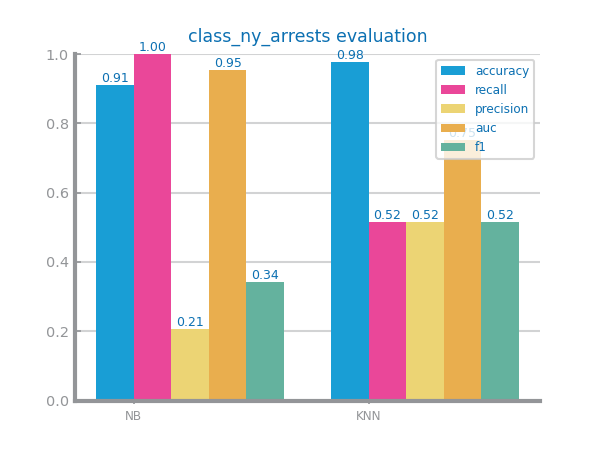 class_ny_arrests evaluation
1.0
0.8
0.6
0.4
0.2
0.0
0.91
1.00
0.21
0.95
0.34
0.98
0.52
0.52
0.75
0.52
accuracy
recall
precision
auc
f1
NB
KNN